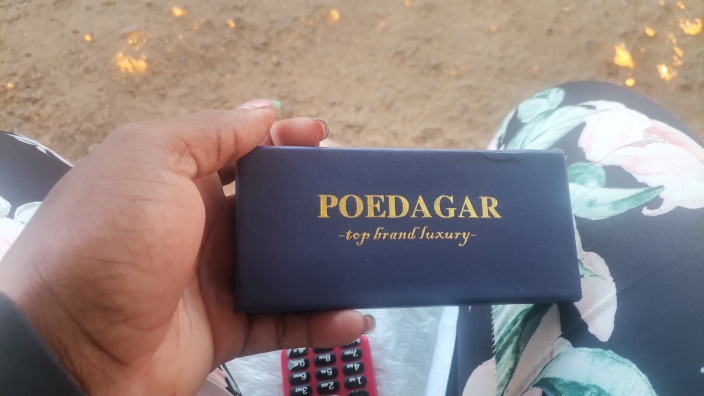 POEDAGAR
-top brand luxury-